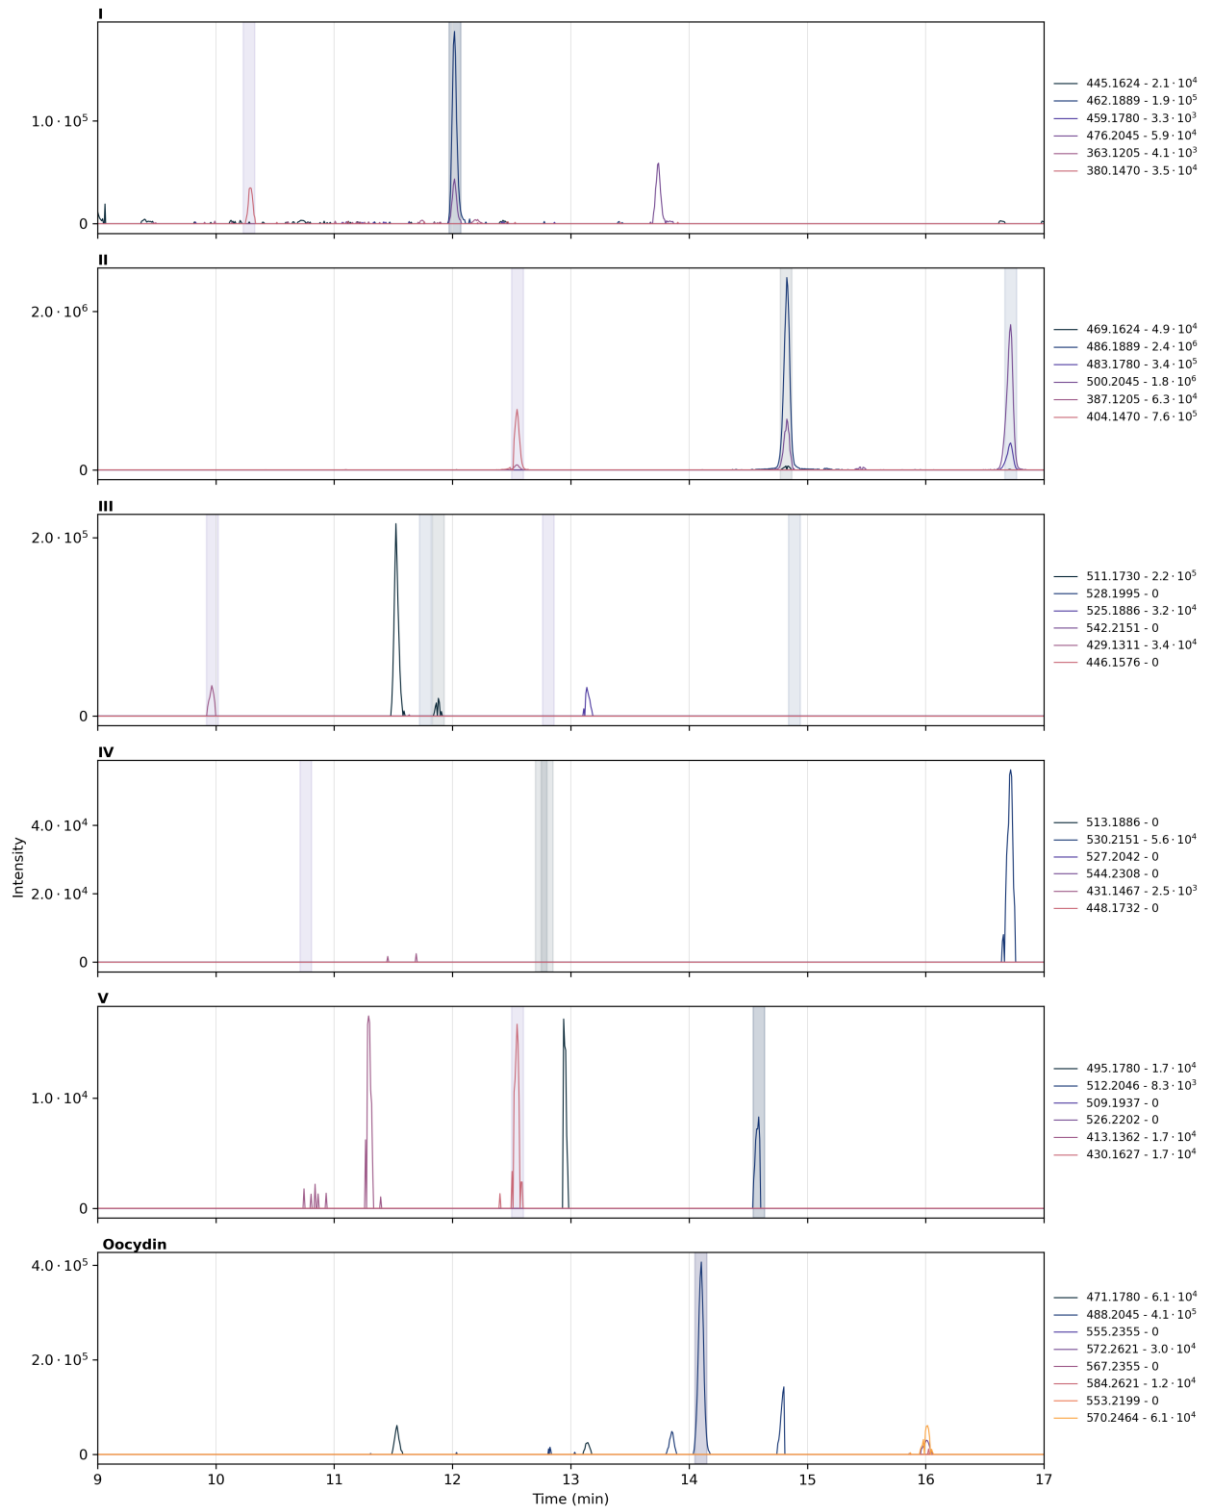 I
1.0 · 10⁵
0
445.1624 - 2.1 · 10⁴
462.1889 - 1.9 · 10⁵
459.1780 - 3.3 · 10³
476.2045 - 5.9 · 10⁴
363.1205 - 4.1 · 10³
380.1470 - 3.5 · 10⁴
II
2.0 · 10⁶
0
469.1624 - 4.9 · 10⁴
486.1889 - 2.4 · 10⁶
483.1780 - 3.4 · 10⁵
500.2045 - 1.8 · 10⁶
387.1205 - 6.3 · 10⁴
404.1470 - 7.6 · 10⁵
III
2.0 · 10⁵
0
511.1730 - 2.2 · 10⁵
528.1995 - 0
525.1886 - 3.2 · 10⁴
542.2151 - 0
429.1311 - 3.4 · 10⁴
446.1576 - 0
IV
4.0 · 10⁴
2.0 · 10⁴
0
Intensity
513.1886 - 0
530.2151 - 5.6 · 10⁴
527.2042 - 0
544.2308 - 0
431.1467 - 2.5 · 10³
448.1732 - 0
V
1.0 · 10⁴
0
495.1780 - 1.7 · 10⁴
512.2046 - 8.3 · 10³
509.1937 - 0
526.2202 - 0
413.1362 - 1.7 · 10⁴
430.1627 - 1.7 · 10⁴
Oocydin
4.0 · 10⁵
2.0 · 10⁵
0
471.1780 - 6.1 · 10⁴
488.2045 - 4.1 · 10⁵
555.2355 - 0
572.2621 - 3.0 · 10⁴
567.2355 - 0
584.2621 - 1.2 · 10⁴
553.2199 - 0
570.2464 - 6.1 · 10⁴
9 10 11 12 13 14 15 16 17
Time (min)